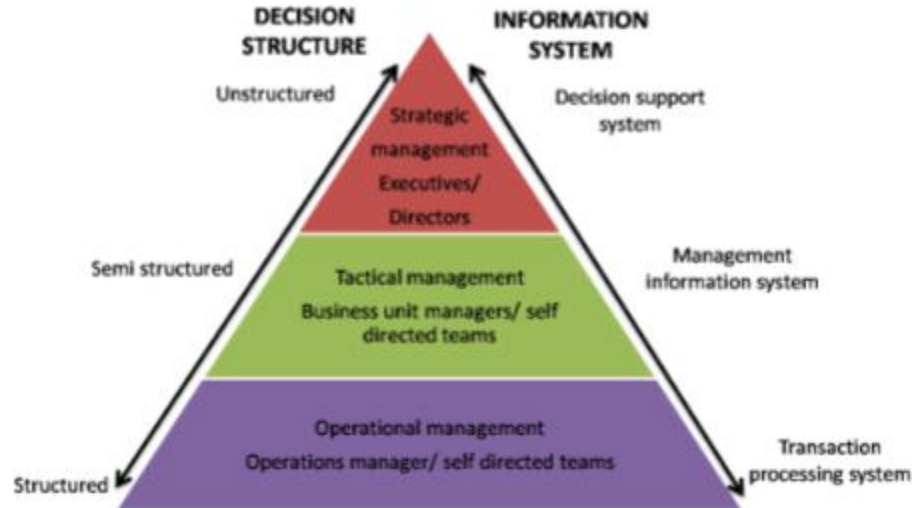 DECISION
STRUCTURE
INFORMATION
SYSTEM
Unstructured
Decision support
system
Strategic
management
Executives/
Directors
Semi structured
Management
information system
Tactical management
Business unit managers/ self
directed teams
Operational management
Operations manager/ self directed teams
Structured
Transaction
processing system